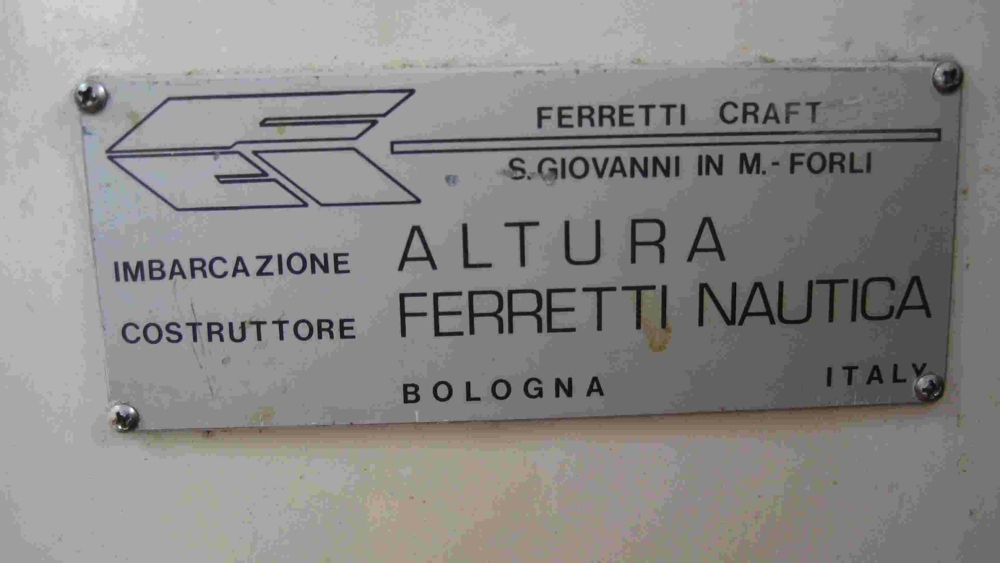 FERRETTI CRAFT
S.GIOVANNI IN M.- FORLI
IMBARCAZIONE ALTURA
COSTRUTTORE FERRETTI NAUTICA
BOLOGNA ITALY